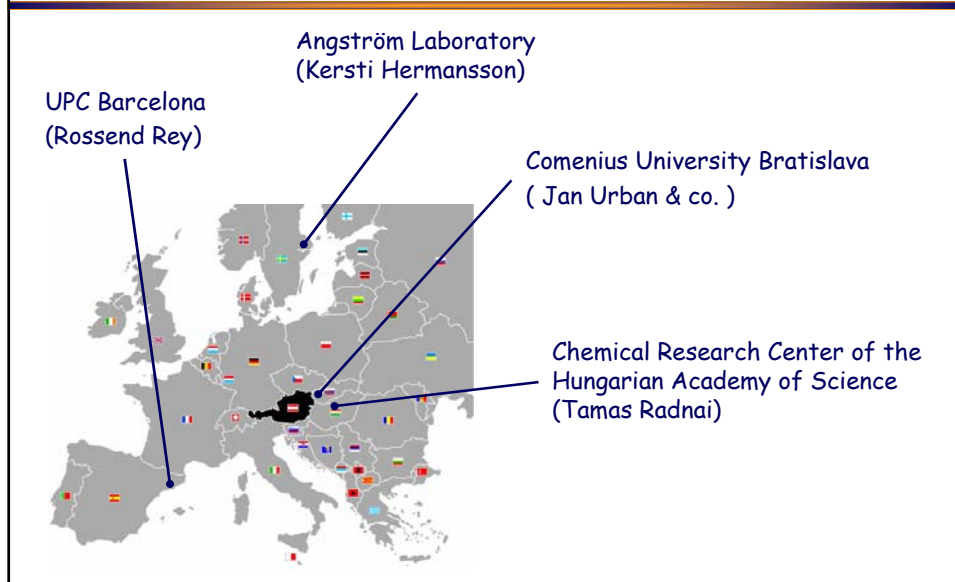 Angström Laboratory
(Kersti Hermansson)
UPC Barcelona
(Rossend Rey)
Comenius University Bratislava
( Jan Urban & co. )
Chemical Research Center of the
Hungarian Academy of Science
(Tamas Radnai)